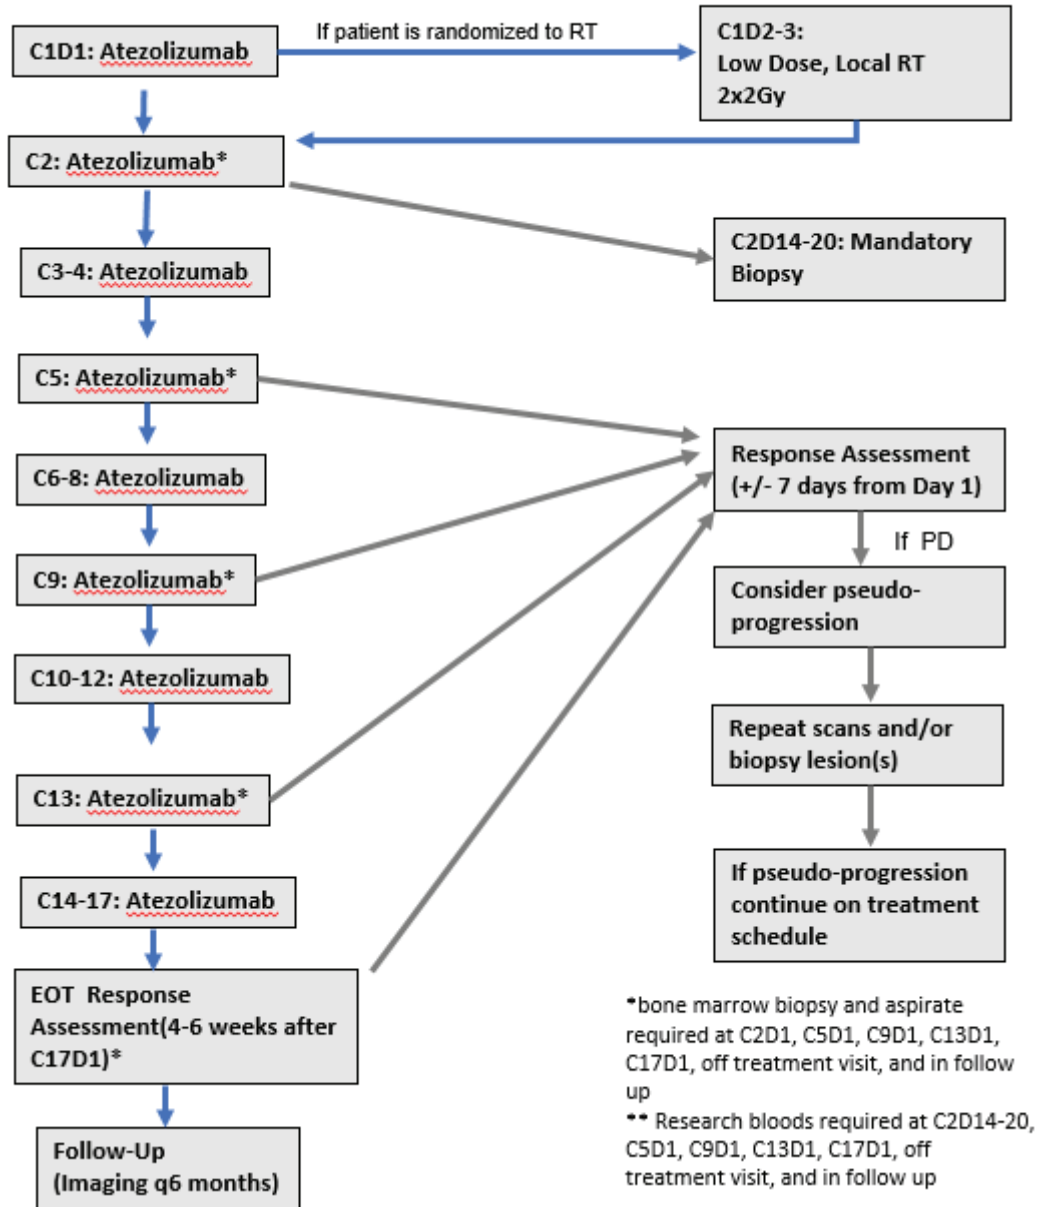 C1D1: Atezolizumab
If patient is randomized to RT
C1D2-3:
Low Dose, Local RT
2x2Gy
C2: Atezolizumab*
C2D14-20: Mandatory
Biopsy
C3-4: Atezolizumab
C5: Atezolizumab*
C6-8: Atezolizumab
Response Assessment
(+/- 7 days from Day 1)
If PD
C9: Atezolizumab*
Consider pseudo-
progression
C10-12: Atezolizumab
Repeat scans and/or
biopsy lesion(s)
C13: Atezolizumab*
C14-17: Atezolizumab
If pseudo-progression
continue on treatment
schedule
EOT Response
Assessment(4-6 weeks after
C17D1)*
Follow-Up
(Imaging q6 months)
*bone marrow biopsy and aspirate
required at C2D1, C5D1, C9D1, C13D1,
C17D1, off treatment visit, and in follow
up
** Research bloods required at C2D14-20,
C5D1, C9D1, C13D1, C17D1, off
treatment visit, and in follow up